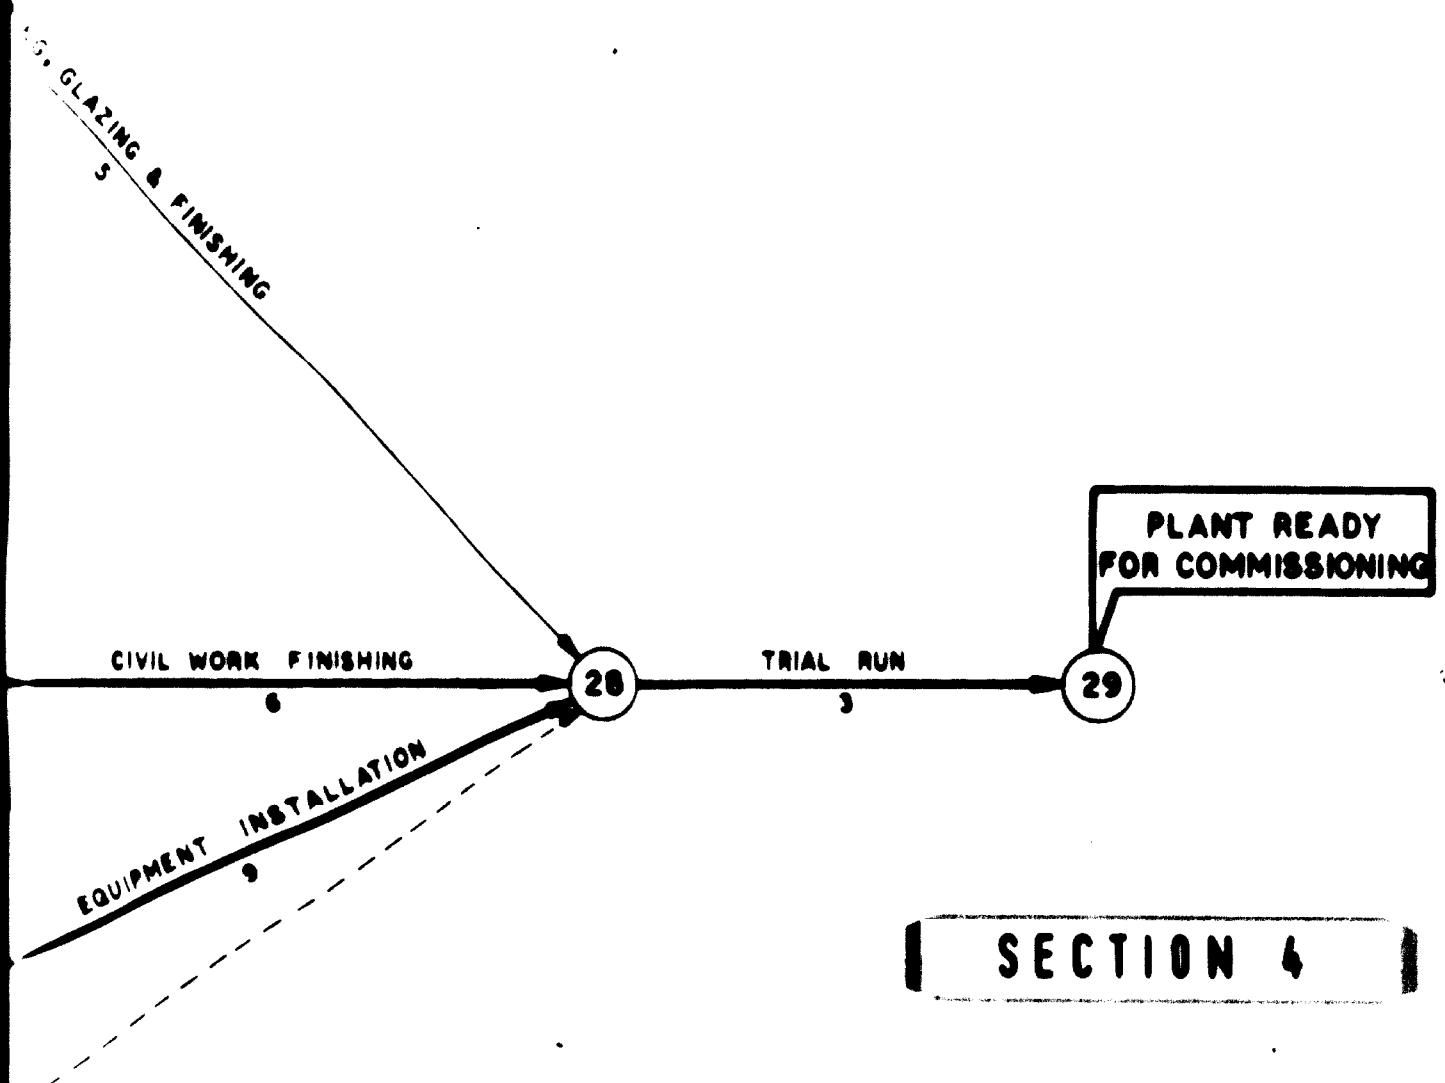 GLAZING & FINISHING
5
PLANT READY
FOR COMMISSIONING
CIVIL WORK FINISHING
6
28
TRIAL RUN
3
29
EQUIPMENT INSTALLATION
9
SECTION 4